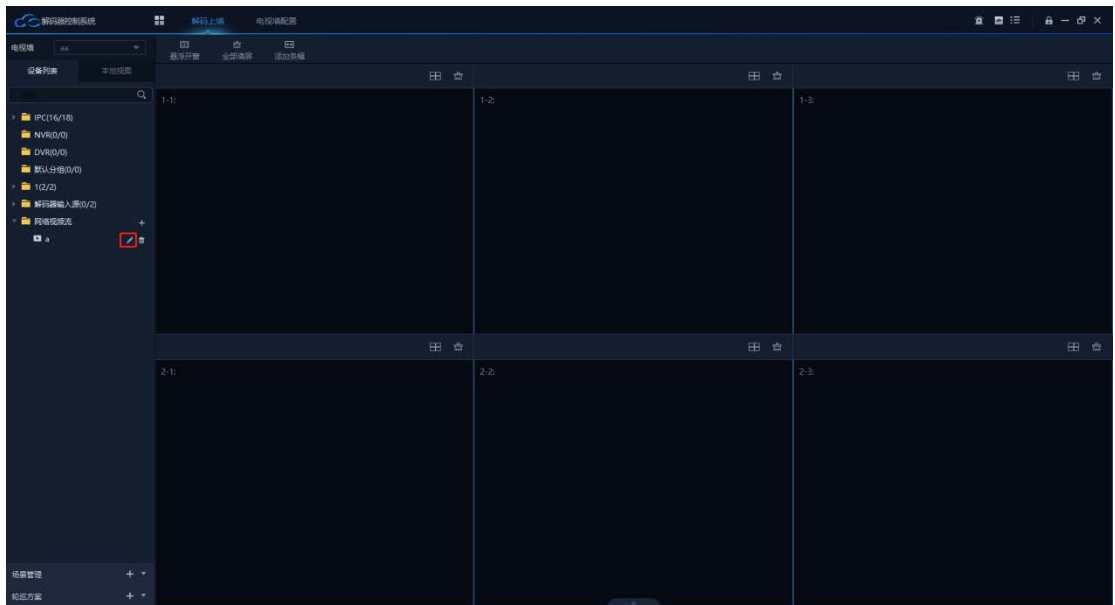 解码器控制系统
解码上墙
电视墙配置
电视墙
aa
悬浮开窗
全部清屏
添加条幅
设备列表
本地视图
IPC(16/18)
NVR(0/0)
DVR(0/0)
默认分组(0/0)
1(2/2)
解码器输入源(0/2)
网络视频流
a
1-1:
1-2:
1-3:
2-1:
2-2:
2-3:
场景管理
轮巡方案